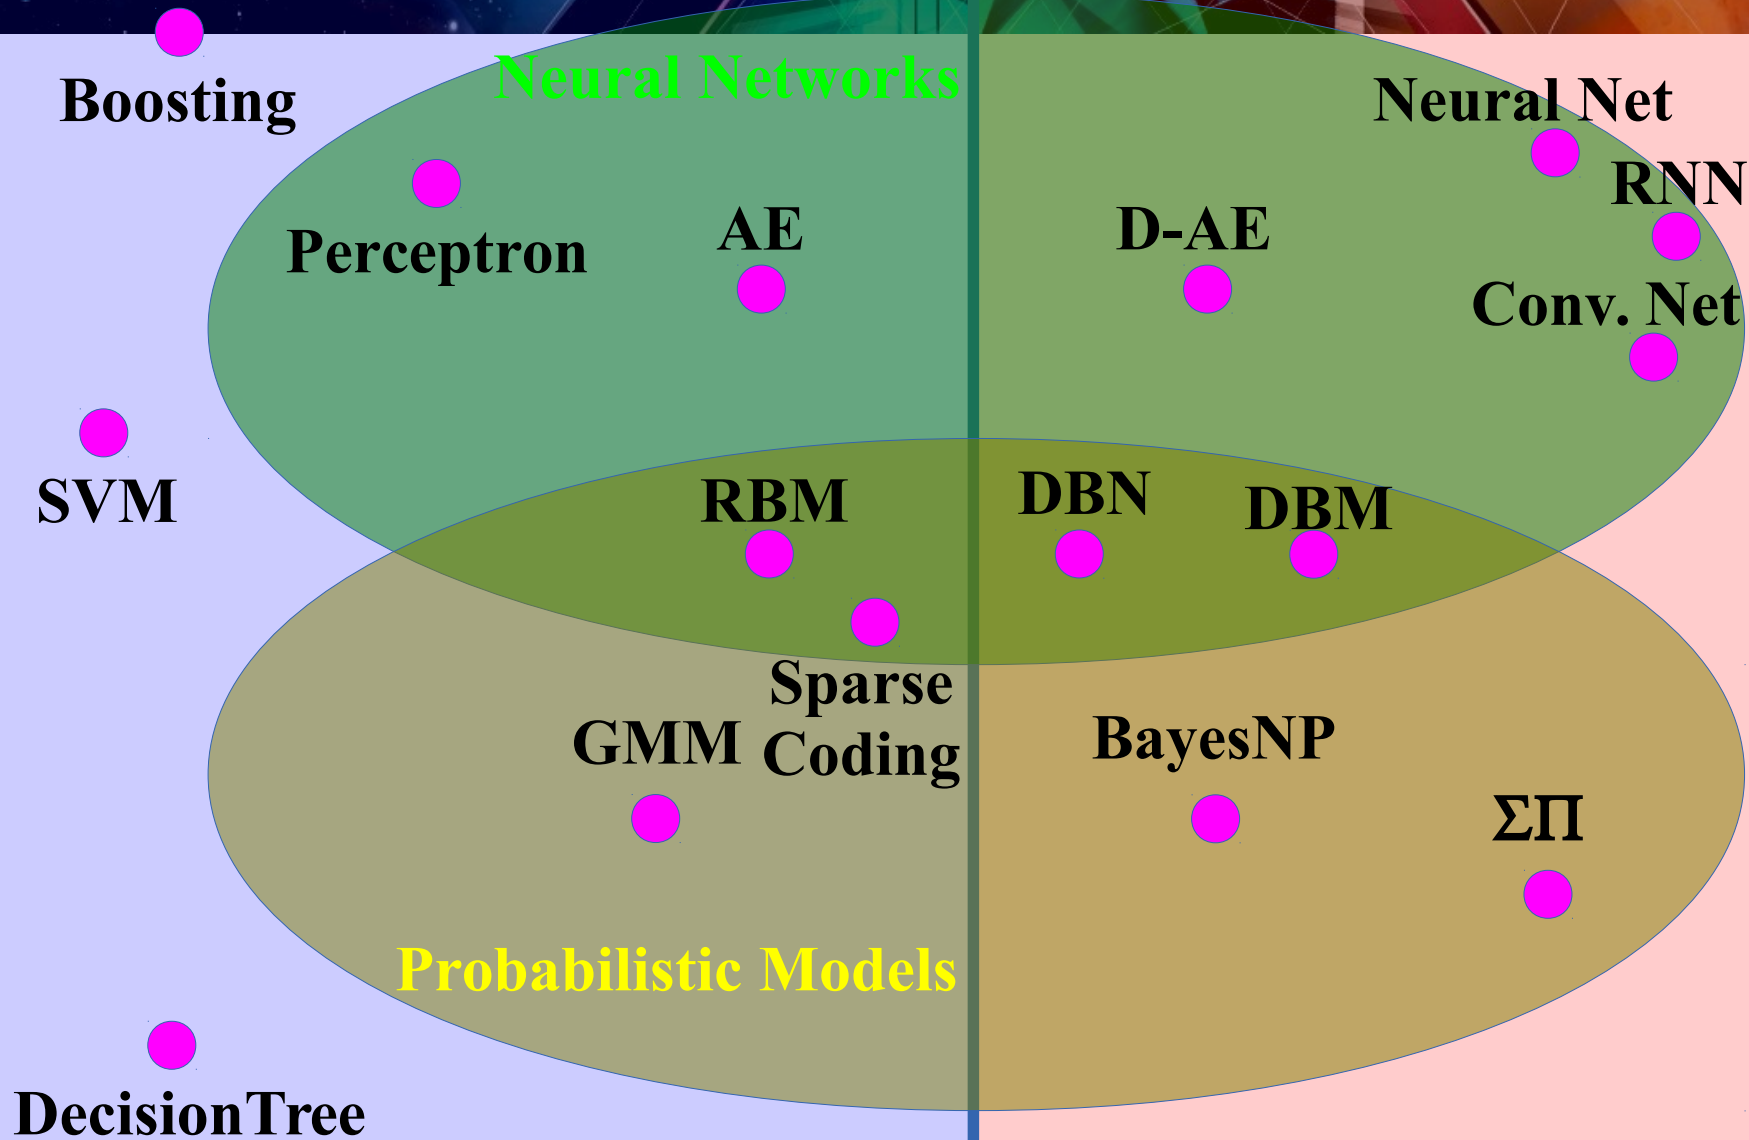 Neural Networks
Boosting
Neural Net
RNN
Perceptron
AE
D-AE
Conv. Net
SVM
RBM
DBN
DBM
Sparse
Coding
GMM
BayesNP
ΣΠ
Probabilistic Models
DecisionTree